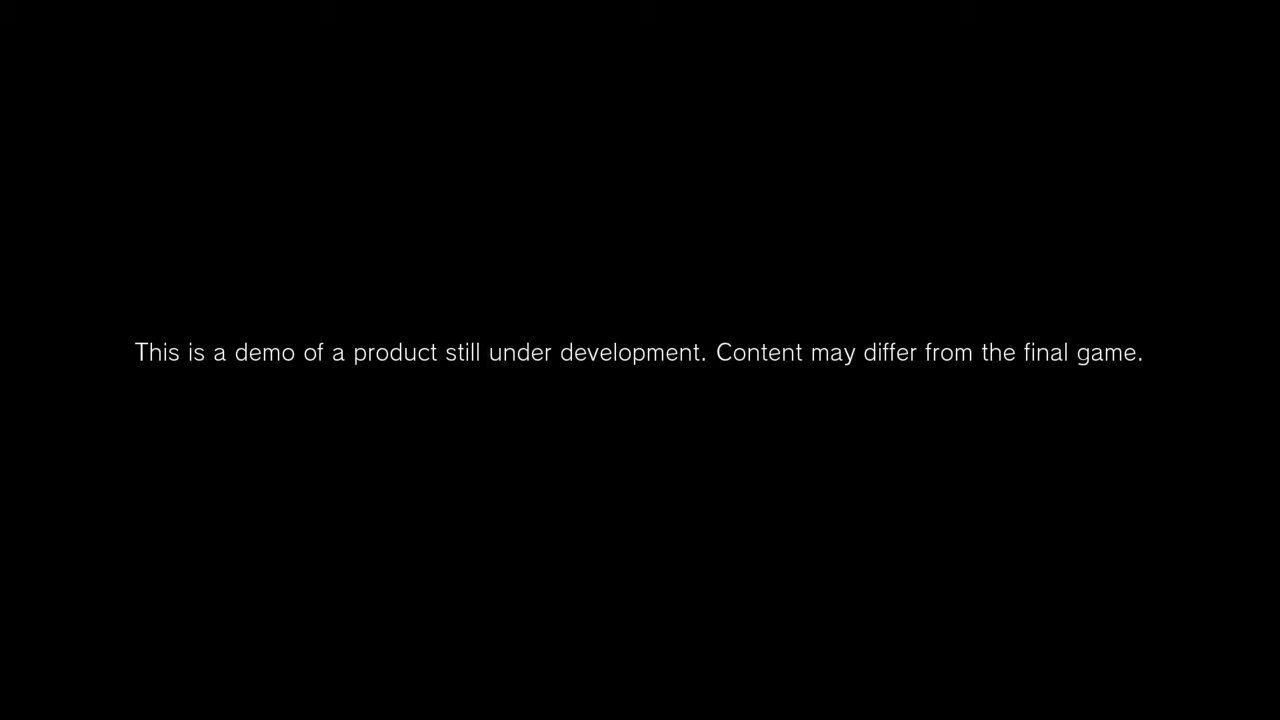 This is a demo of a product still under development. Content may differ from the final game.